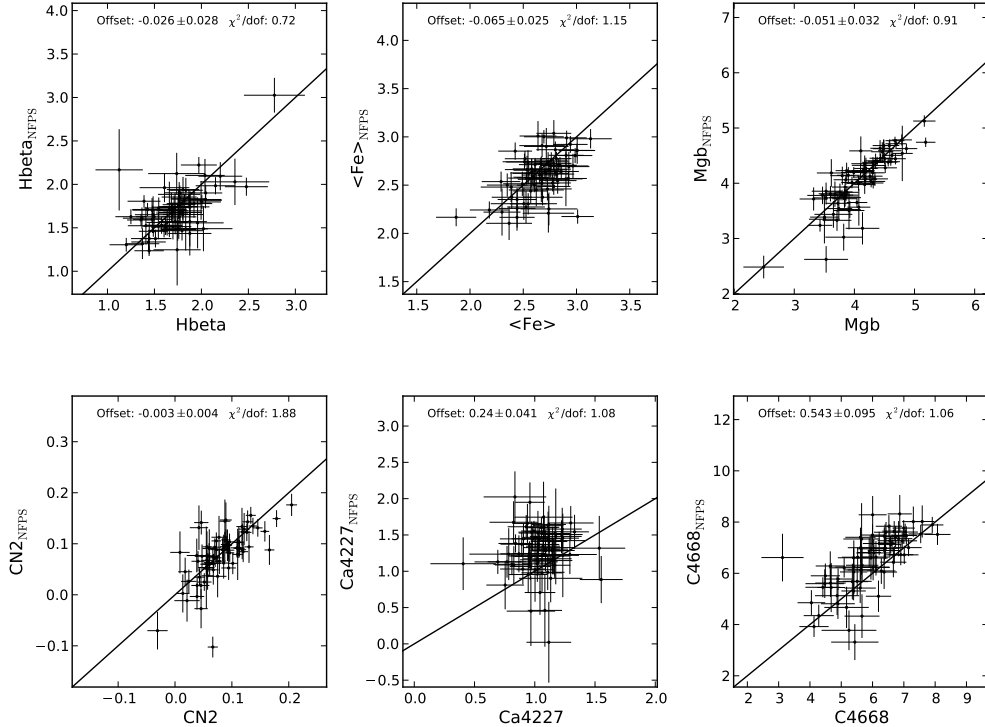 Offset: -0.026±0.028 χ²/dof: 0.72
4.0
3.5
3.0
2.5
2.0
1.5
1.0
Hbeta_NFPS
1.0 1.5 2.0 2.5 3.0
Hbeta
Offset: -0.065±0.025 χ²/dof: 1.15
4.0
3.5
3.0
2.5
2.0
1.5
<Fe>_NFPS
1.5 2.0 2.5 3.0 3.5
<Fe>
Offset: -0.051±0.032 χ²/dof: 0.91
7
6
5
4
3
2
Mgb_NFPS
2 3 4 5 6
Mgb
Offset: -0.003±0.004 χ²/dof: 1.88
0.3
0.2
0.1
0.0
−0.1
CN2_NFPS
−0.1 0.0 0.1 0.2
CN2
Offset: 0.24±0.041 χ²/dof: 1.08
3.0
2.5
2.0
1.5
1.0
0.5
0.0
−0.5
Ca4227_NFPS
0.0 0.5 1.0 1.5 2.0
Ca4227
Offset: 0.543±0.095 χ²/dof: 1.06
12
10
8
6
4
2
C4668_NFPS
2 3 4 5 6 7 8 9
C4668